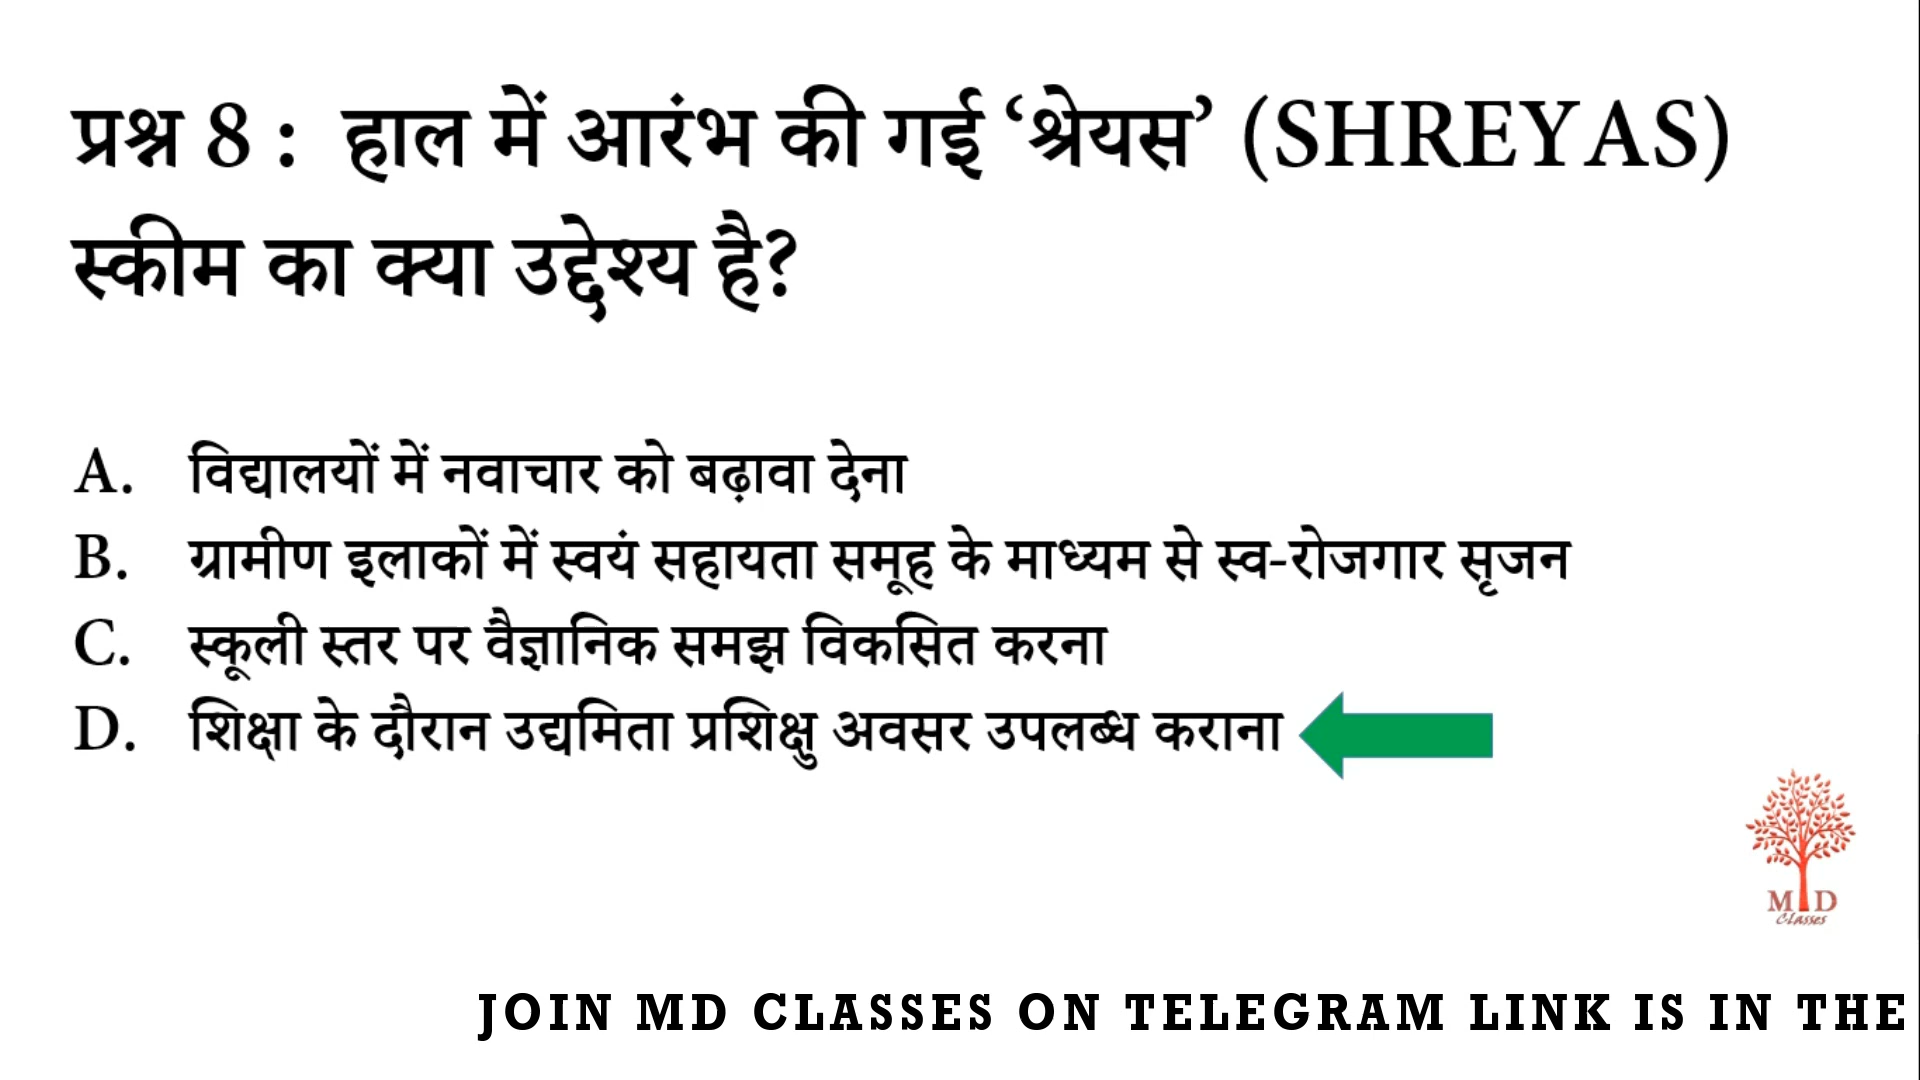 प्रश्न 8 : हाल में आरंभ की गई ‘श्रेयस’ (SHREYAS)
स्कीम का क्या उद्देश्य है?
A. विद्यालयों में नवाचार को बढ़ावा देना
B. ग्रामीण इलाकों में स्वयं सहायता समूह के माध्यम से स्व-रोजगार सृजन
C. स्कूली स्तर पर वैज्ञानिक समझ विकसित करना
D. शिक्षा के दौरान उद्यमिता प्रशिक्षु अवसर उपलब्ध कराना
M D
Classes
JOIN MD CLASSES ON TELEGRAM LINK IS IN THE